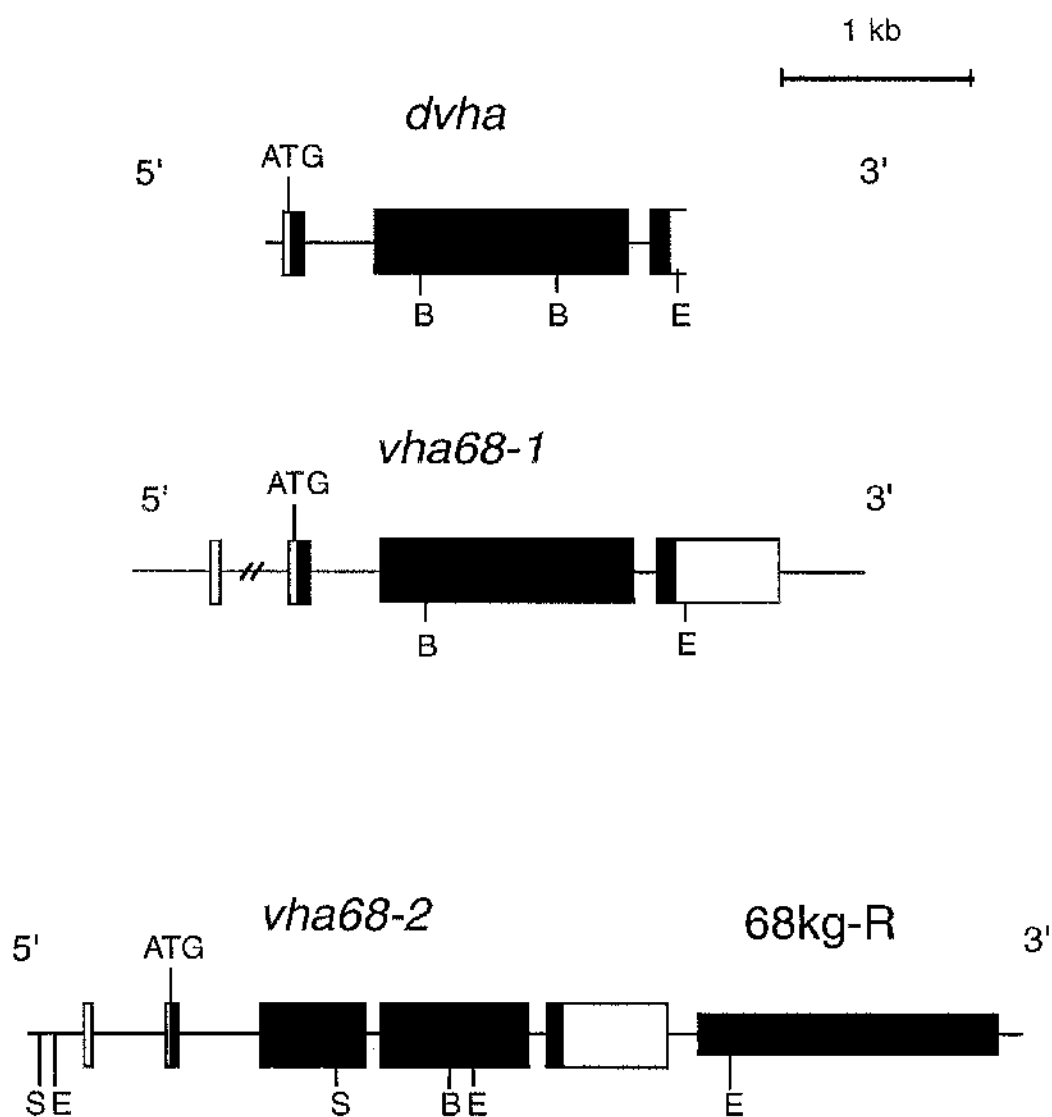 1 kb
dvha
5' ATG 3'
B B E
vha68-1
5' ATG 3'
B E
vha68-2 68kg-R
5' ATG 3'
S E S B E E